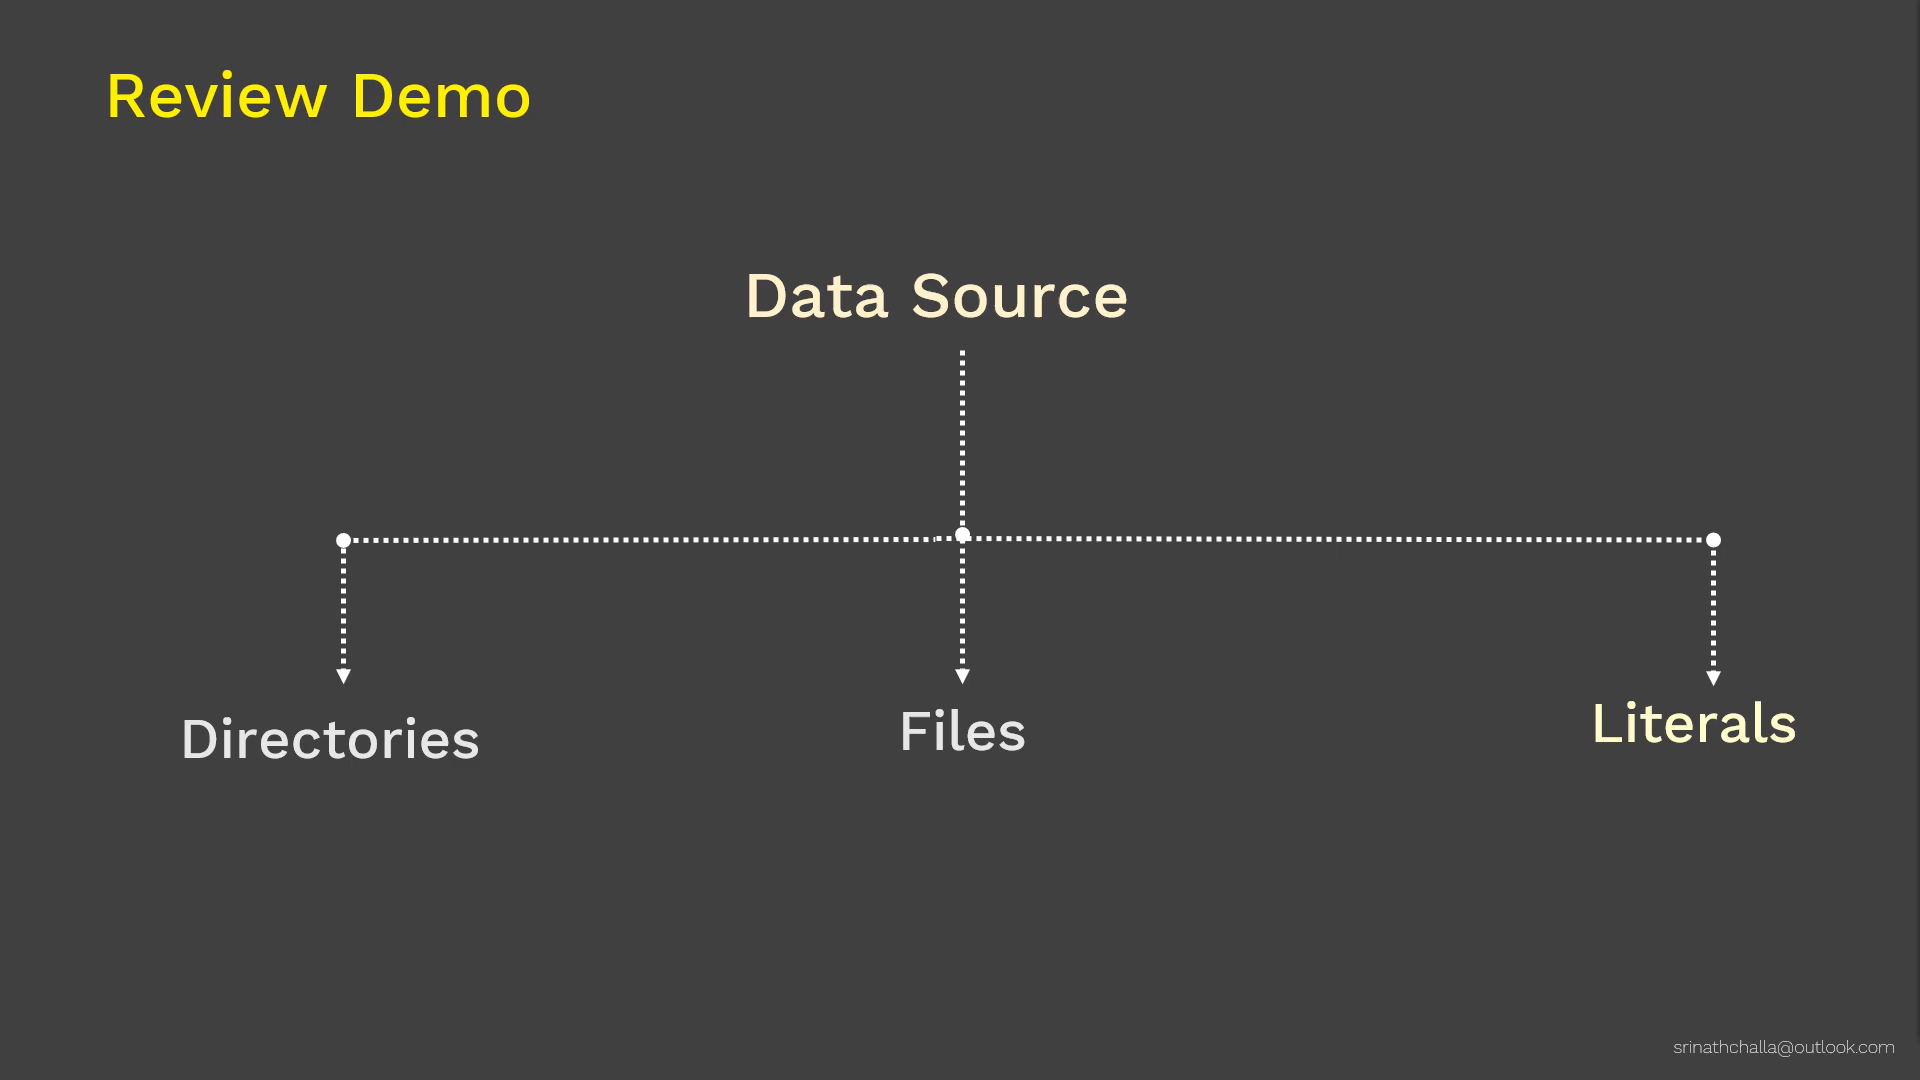 Review Demo
Data Source
Directories
Files
Literals
srinathchalla@outlook.com